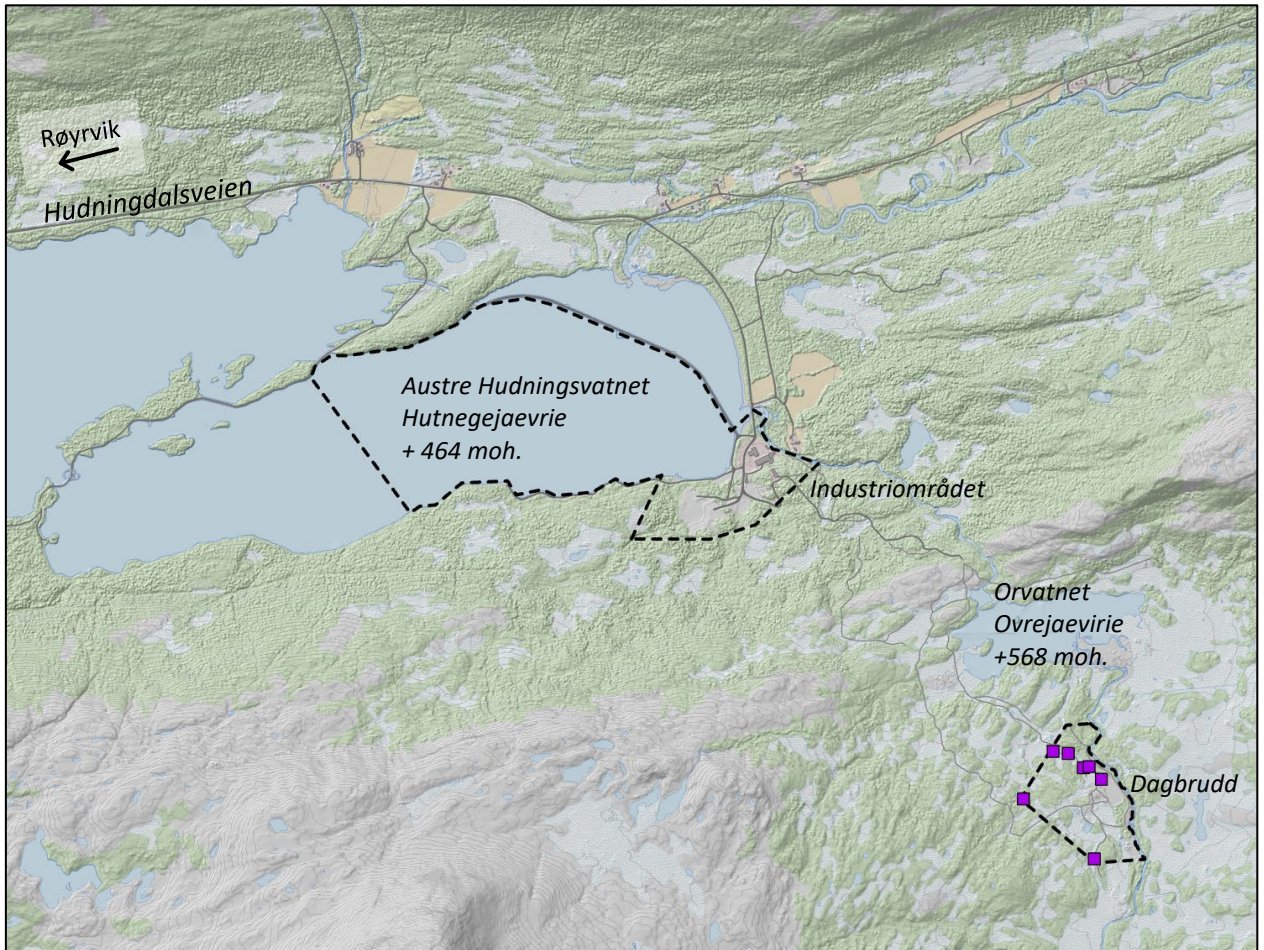 Røyrvik
Hudningdalsveien
Austre Hudningsvatnet
Hutnegejaevrie
+ 464 moh.
Industriområdet
Orvatnet
Ovrejaevirie
+568 moh.
Dagbrudd